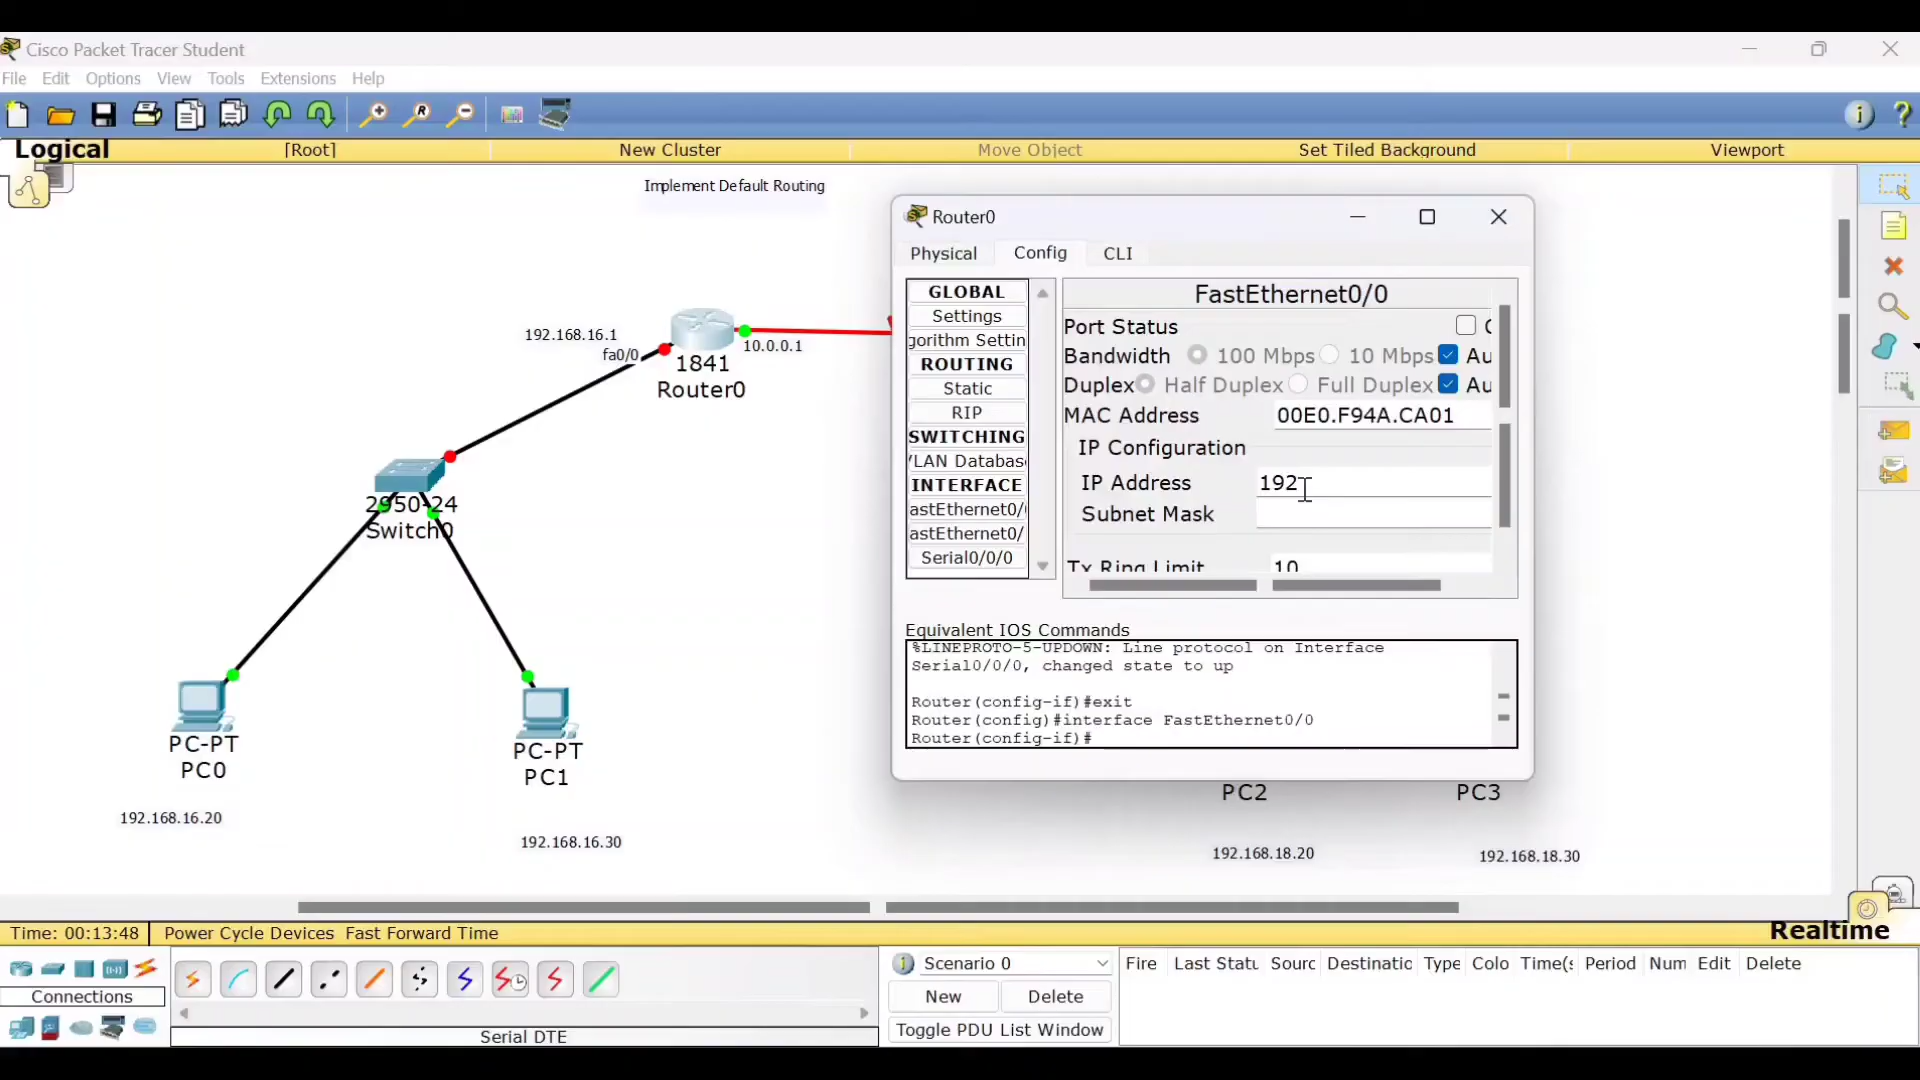 Cisco Packet Tracer Student
File Edit Options View Tools Extensions Help
Logical [Root] New Cluster Move Object Set Tiled Background Viewport
Implement Default Routing
192.168.16.1
fa0/0
10.0.0.1
1841
Router0
2950-24
Switch0
PC-PT
PC0
PC-PT
PC1
192.168.16.20
192.168.16.30
Router0
Physical Config CLI
GLOBAL
Settings
gorithm Settin
ROUTING
Static
RIP
SWITCHING
VLAN Databas
INTERFACE
astEthernet0/
astEthernet0/
Serial0/0/0
FastEthernet0/0
Port Status
Bandwidth 100 Mbps 10 Mbps Au
Duplex Half Duplex Full Duplex Au
MAC Address 00E0.F94A.CA01
IP Configuration
IP Address 192
Subnet Mask
Tx Ring Limit 10
Equivalent IOS Commands
%LINEPROTO-5-UPDOWN: Line protocol on Interface
Serial0/0/0, changed state to up
Router(config-if)#exit
Router(config)#interface FastEthernet0/0
Router(config-if)#
PC2
PC3
192.168.18.20
192.168.18.30
Time: 00:13:48 Power Cycle Devices Fast Forward Time
Realtime
Connections
Serial DTE
Scenario 0
New Delete
Toggle PDU List Window
Fire Last Statu Sourc Destinatic Type Colo Time(s Period Num Edit Delete